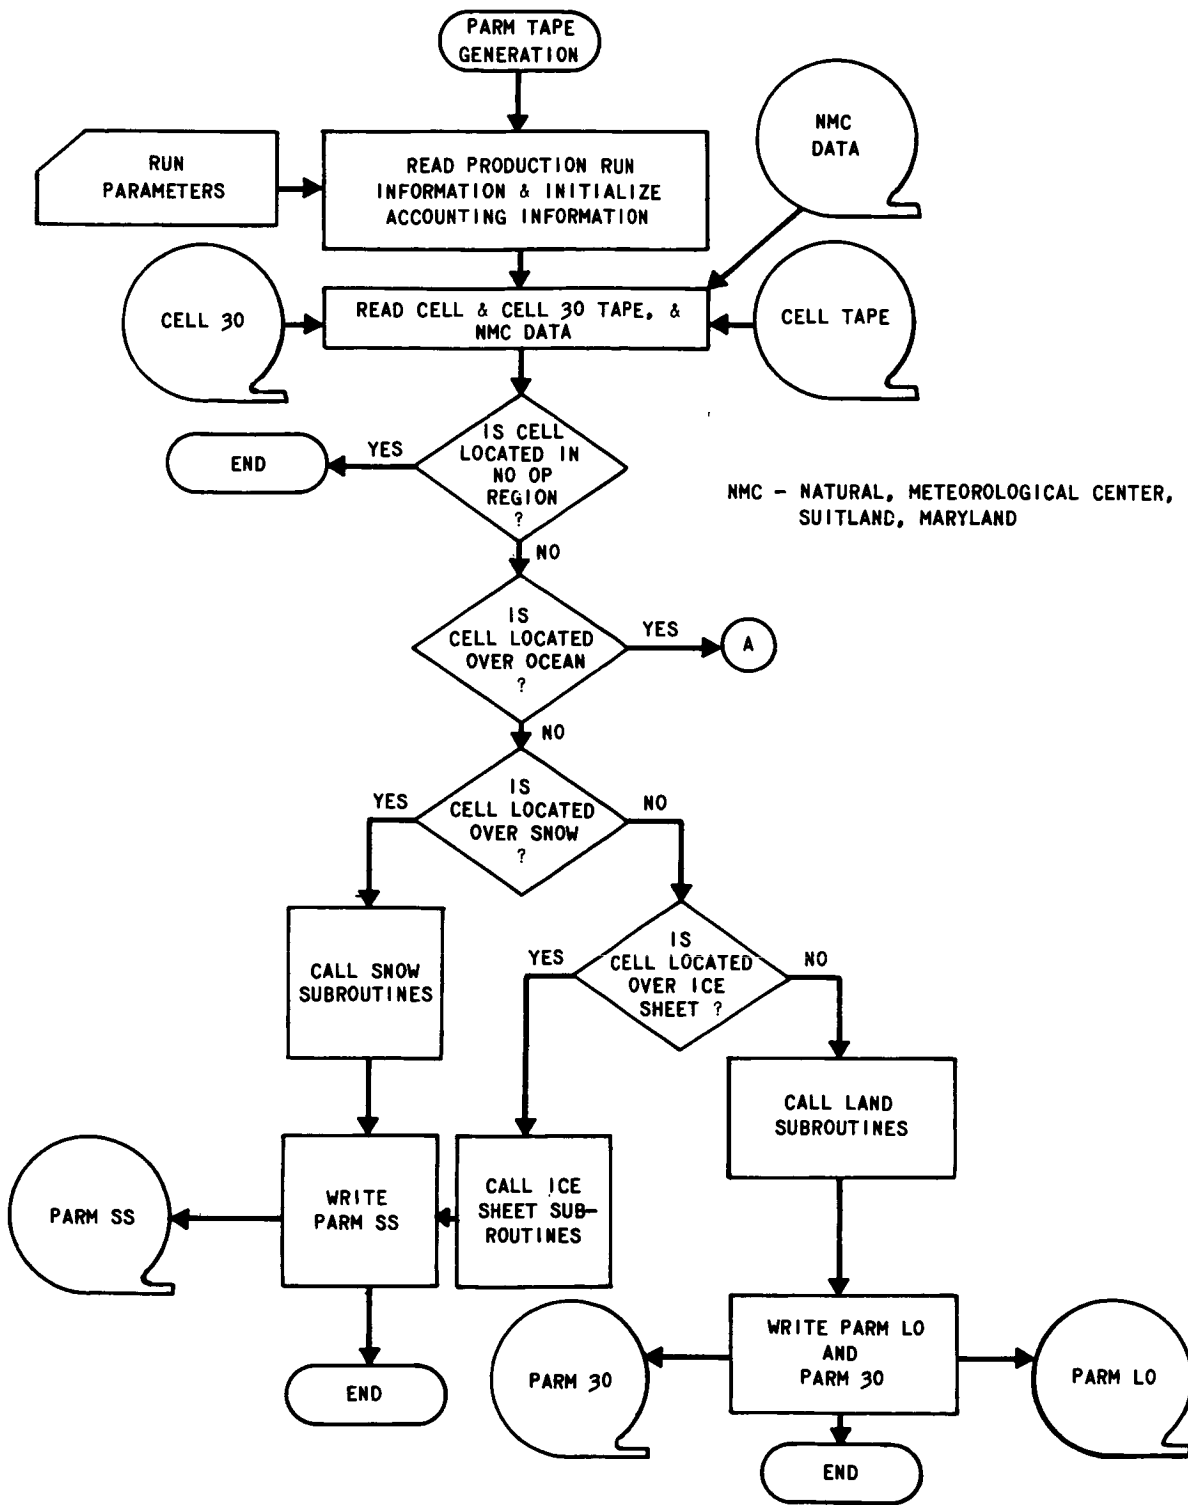 PARM TAPE
GENERATION
NMC
DATA
RUN
PARAMETERS
READ PRODUCTION RUN
INFORMATION & INITIALIZE
ACCOUNTING INFORMATION
CELL 30
READ CELL & CELL 30 TAPE, &
NMC DATA
CELL TAPE
END
YES
IS CELL
LOCATED IN
NO OP
REGION
?
NMC - NATURAL, METEOROLOGICAL CENTER,
SUITLAND, MARYLAND
NO
IS
CELL LOCATED
OVER OCEAN
?
YES
A
NO
IS
CELL LOCATED
OVER SNOW
?
YES
NO
CALL SNOW
SUBROUTINES
YES
IS
CELL LOCATED
OVER ICE
SHEET ?
NO
CALL LAND
SUBROUTINES
PARM SS
WRITE
PARM SS
CALL ICE
SHEET SUB-
ROUTINES
END
PARM 30
WRITE PARM LO
AND
PARM 30
PARM LO
END